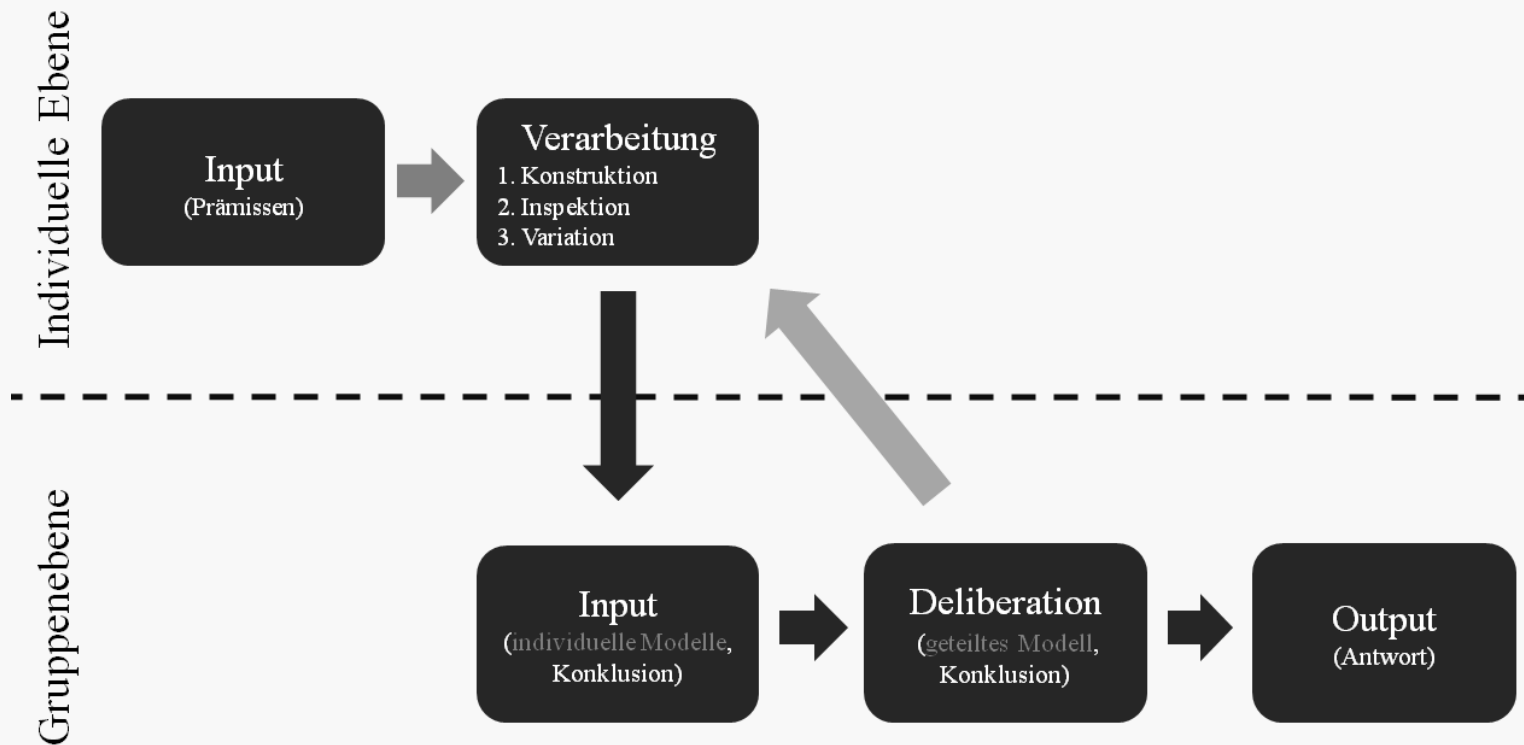 Individuelle Ebene
Input
(Prämissen)
Verarbeitung
1. Konstruktion
2. Inspektion
3. Variation
Gruppenebene
Input
(individuelle Modelle,
Konklusion)
Deliberation
(geteiltes Modell,
Konklusion)
Output
(Antwort)